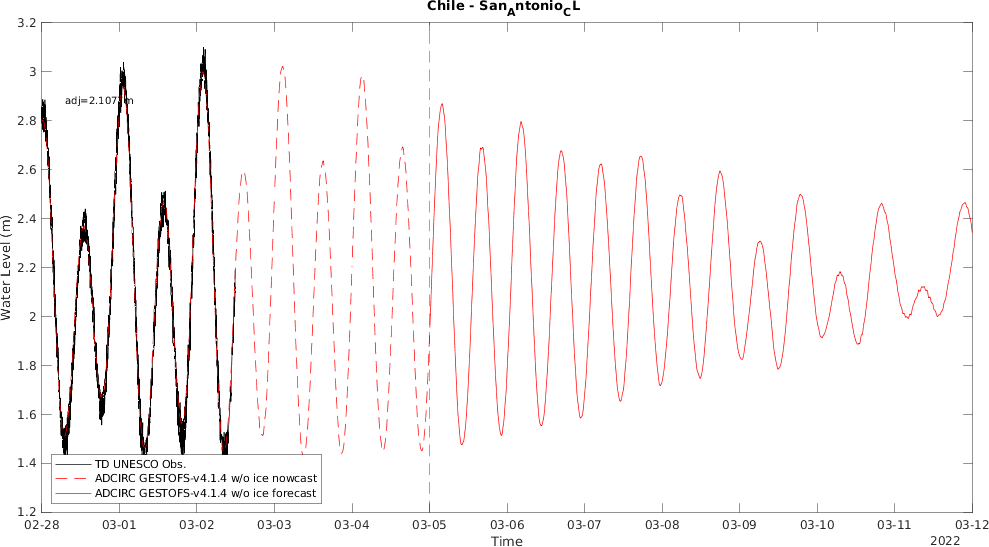 Chile - San_Antonio_CL
3.2
3
adj=2.107? m
2.8
2.6
2.4
2.2
Water Level (m)
2
1.8
1.6
1.4
TD UNESCO Obs.
ADCIRC GESTOFS-v4.1.4 w/o ice nowcast
ADCIRC GESTOFS-v4.1.4 w/o ice forecast
1.2
02-28 03-01 03-02 03-03 03-04 03-05 03-06 03-07 03-08 03-09 03-10 03-11 03-12
Time
2022